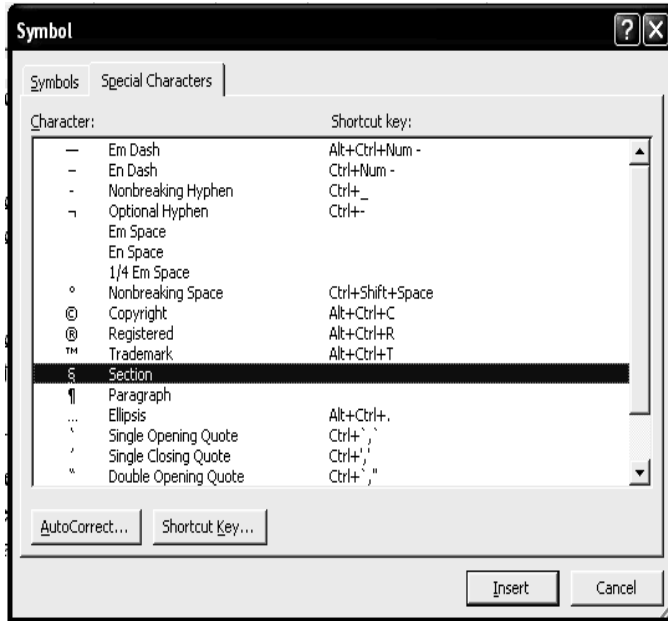 Symbol
Symbols Special Characters
Character: Shortcut key:
— Em Dash Alt+Ctrl+Num -
– En Dash Ctrl+Num -
- Nonbreaking Hyphen Ctrl+_
¬ Optional Hyphen Ctrl+-
Em Space
En Space
1/4 Em Space
° Nonbreaking Space Ctrl+Shift+Space
© Copyright Alt+Ctrl+C
® Registered Alt+Ctrl+R
™ Trademark Alt+Ctrl+T
§ Section
¶ Paragraph
… Ellipsis Alt+Ctrl+.
‘ Single Opening Quote Ctrl+`,`
’ Single Closing Quote Ctrl+','
“ Double Opening Quote Ctrl+`,"
AutoCorrect... Shortcut Key...
Insert Cancel